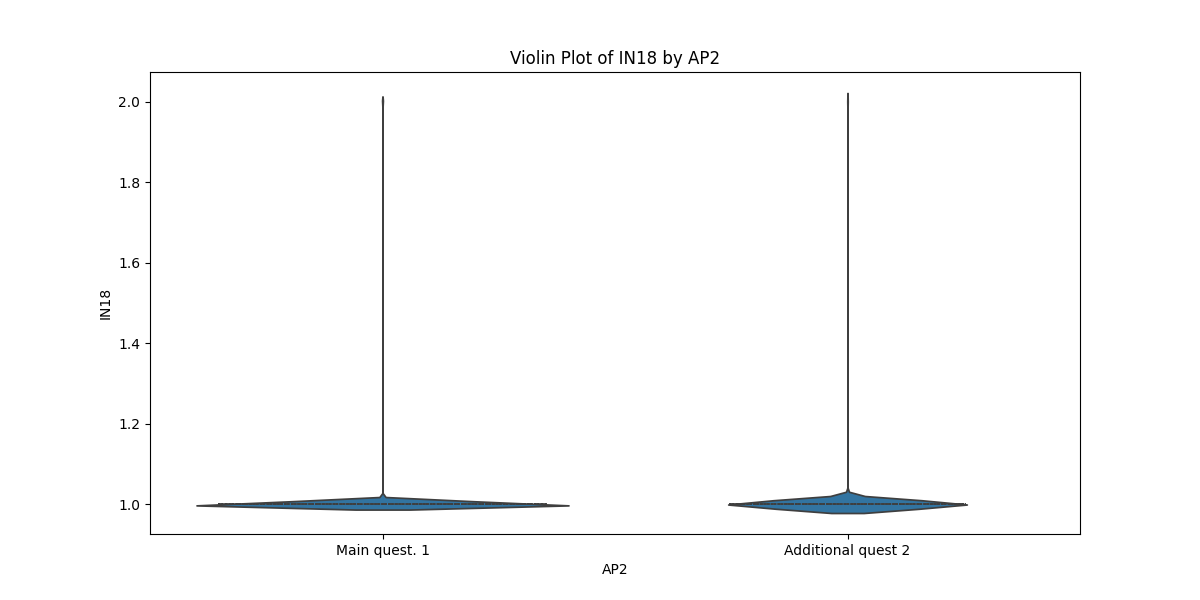 Violin Plot of IN18 by AP2
2.0
1.8
1.6
1.4
1.2
1.0
IN18
Main quest. 1
Additional quest 2
AP2